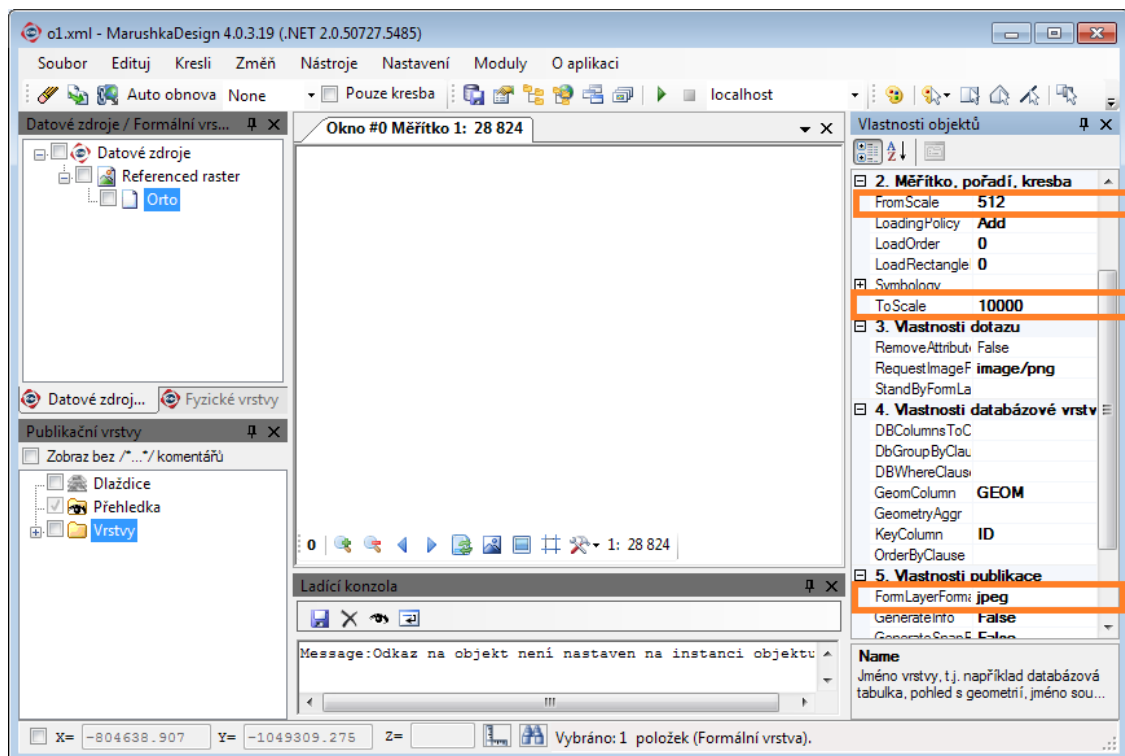 o1.xml - MarushkaDesign 4.0.3.19 (.NET 2.0.50727.5485)
Soubor Edituj Kresli Změň Nástroje Nastavení Moduly O aplikaci
Auto obnova None Pouze kresba localhost
Datové zdroje / Formální vrs...
Datové zdroje
Referenced raster
Orto
Datové zdroj... Fyzické vrstvy
Publikační vrstvy
Zobraz bez /*...*/ komentářů
Dlaždice
Přehledka
Vrstvy
Okno #0 Měřítko 1: 28 824
0 1: 28 824
Ladící konzola
Message:Odkaz na objekt není nastaven na instanci objektu
Vlastnosti objektů
2. Měřítko, pořadí, kresba
FromScale 512
LoadingPolicy Add
LoadOrder 0
LoadRectangle 0
Symbology
ToScale 10000
3. Vlastnosti dotazu
RemoveAttribut False
RequestImageF image/png
StandByFormLa
4. Vlastnosti databázové vrstv
DBColumnsToC
DbGroupByClau
DBWhereClaus
GeomColumn GEOM
GeometryAggr
KeyColumn ID
OrderByClause
5. Vlastnosti publikace
FormLayerForma jpeg
GenerateInfo False
GenerateSnapF False
Name
Jméno vrstvy, t.j. například databázová
tabulka, pohled s geometrií, jméno sou...
X= -804638.907 Y= -1049309.275 Z= Vybráno: 1 položek (Formální vrstva).